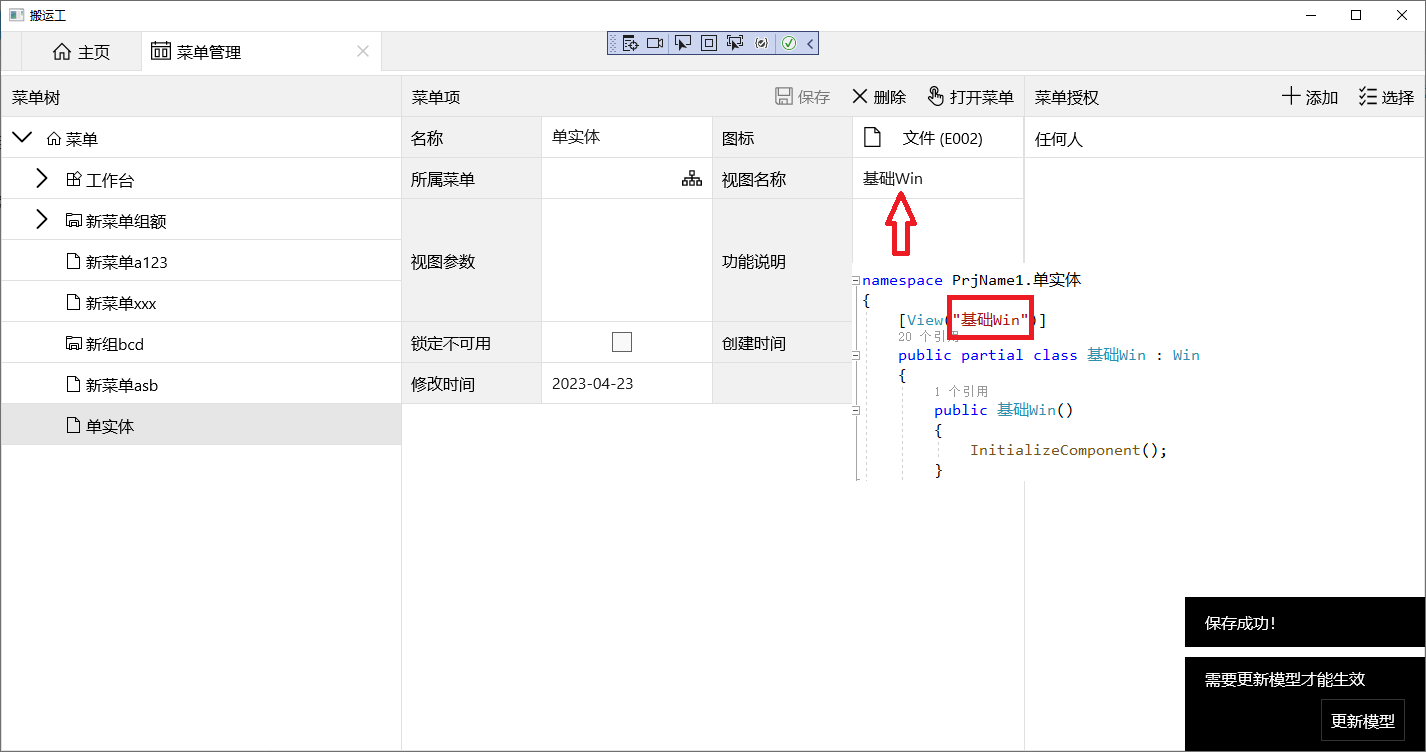 搬运工
主页
菜单管理
菜单树
菜单项
保存
删除
打开菜单
菜单授权
添加
选择
菜单
工作台
新菜单组额
新菜单a123
新菜单xxx
新组bcd
新菜单asb
单实体
名称
单实体
图标
文件 (E002)
任何人
所属菜单
视图名称
基础Win
视图参数
功能说明
锁定不可用
创建时间
修改时间
2023-04-23
namespace PrjName1.单实体
{
[View("基础Win")]
20 个引用
public partial class 基础Win : Win
{
1 个引用
public 基础Win()
{
InitializeComponent();
}
保存成功!
需要更新模型才能生效
更新模型